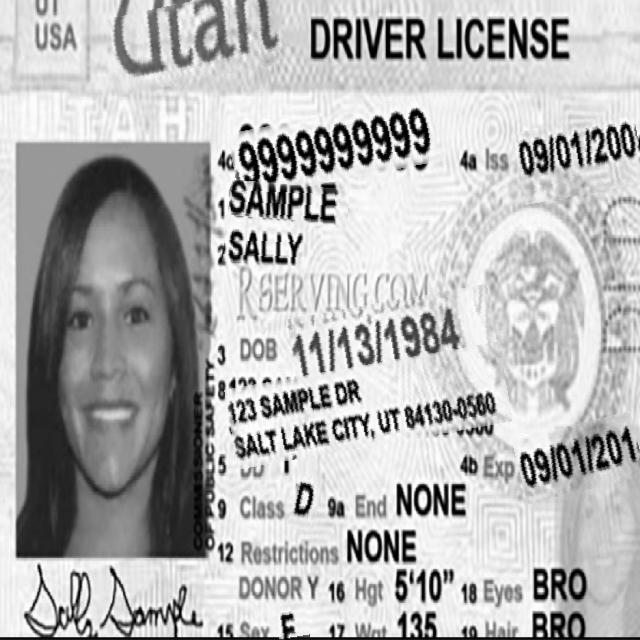 UT
USA
Utah
DRIVER LICENSE
UTAH
4d 9999999999
4a Iss 09/01/200
1 SAMPLE
2 SALLY
RSERVING.COM
3 DOB 11/13/1984
8 123 SAMPLE DR
SALT LAKE CITY, UT 84130-0560
5 DD
4b Exp 09/01/201
9 Class D 9a End NONE
12 Restrictions NONE
DONOR Y 16 Hgt 5'10" 18 Eyes BRO
15 Sex F 17 Wgt 135 19 Hair BRO
Sally Sample
COMMISSIONER
OF PUBLIC SAFETY